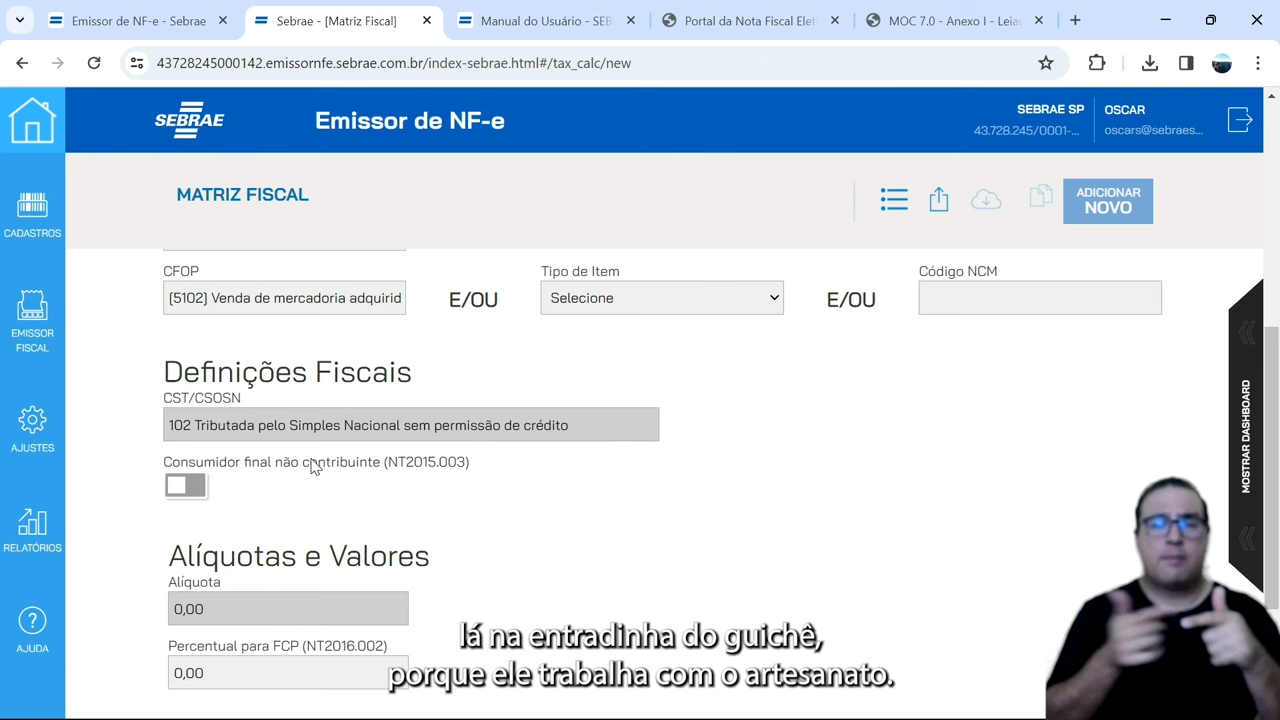 Emissor de NF-e - Sebrae
Sebrae - [Matriz Fiscal]
Manual do Usuário - SEB
Portal da Nota Fiscal Elet
MOC 7.0 - Anexo I - Leia
43728245000142.emissornfe.sebrae.com.br/index-sebrae.html#/tax_calc/new
SEBRAE
Emissor de NF-e
SEBRAE SP
43.728.245/0001-...
OSCAR
oscars@sebraes...
MATRIZ FISCAL
ADICIONAR
NOVO
CADASTROS
EMISSOR
FISCAL
AJUSTES
RELATÓRIOS
AJUDA
CFOP
Tipo de Item
Código NCM
[5102] Venda de mercadoria adquirid
E/OU
Selecione
E/OU
Definições Fiscais
CST/CSOSN
102 Tributada pelo Simples Nacional sem permissão de crédito
Consumidor final não contribuinte (NT2015.003)
Alíquotas e Valores
Alíquota
0,00
Percentual para FCP (NT2016.002)
0,00
MOSTRAR DASHBOARD
lá na entradinha do guichê,
porque ele trabalha com o artesanato.